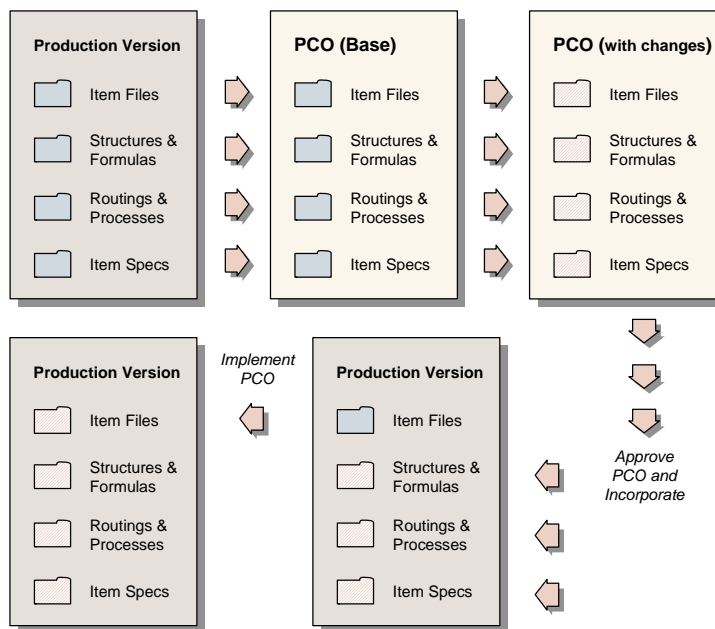 Production Version
Item Files
Structures &
Formulas
Routings &
Processes
Item Specs
PCO (Base)
Item Files
Structures &
Formulas
Routings &
Processes
Item Specs
PCO (with changes)
Item Files
Structures &
Formulas
Routings &
Processes
Item Specs
Approve
PCO and
Incorporate
Production Version
Item Files
Structures &
Formulas
Routings &
Processes
Item Specs
Implement
PCO
Production Version
Item Files
Structures &
Formulas
Routings &
Processes
Item Specs